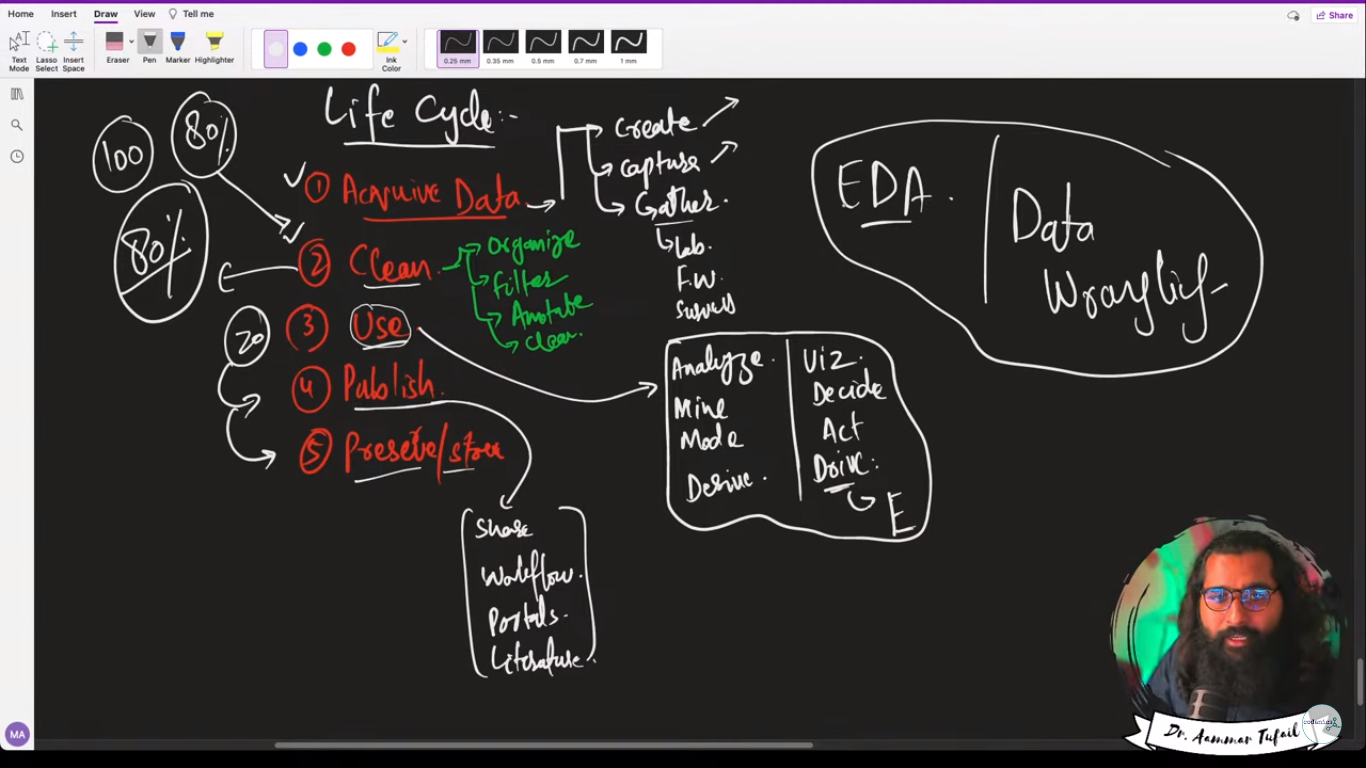 Home Insert Draw View Tell me
Share
Text Mode
Lasso Select
Insert Space
Eraser
Pen
Marker
Highlighter
Ink Color
0.25 mm
0.35 mm
0.5 mm
0.7 mm
1 mm
Life Cycle:-
100
80%
① Acquire Data
Create
Capture
Gather.
Lab.
F.W.
Surveys
80%
② Clean
Organize
Filter
Annotate
Clean.
20
③ Use
④ Publish.
⑤ Preserve/store
Analyze.
Mine
Mode
Derive.
Viz.
Decide
Act
Drive:
E
Share
Workflow.
Portals.
Literature.
EDA.
Data
Wrangling
MA
codanics
Dr. Aammar Tufail